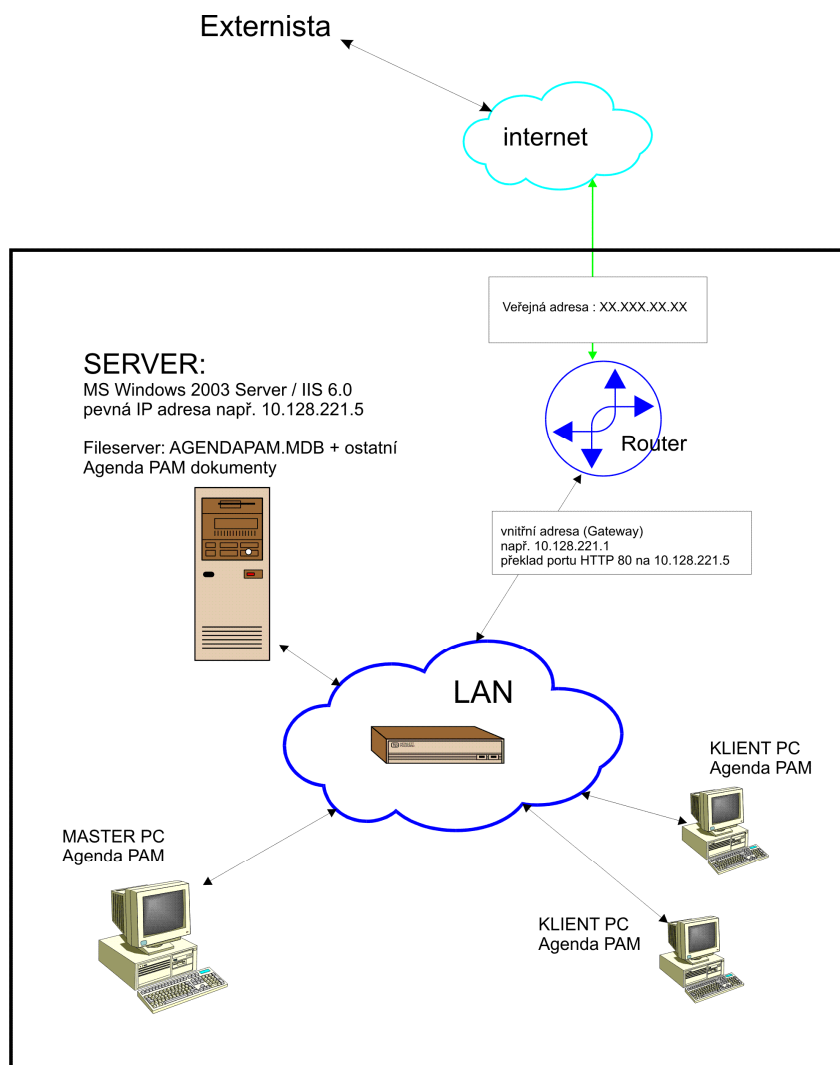 Externista
internet
Veřejná adresa : XX.XXX.XX.XX
SERVER:
MS Windows 2003 Server / IIS 6.0
pevná IP adresa např. 10.128.221.5
Fileserver: AGENDAPAM.MDB + ostatní
Agenda PAM dokumenty
Router
vnitřní adresa (Gateway)
např. 10.128.221.1
překlad portu HTTP 80 na 10.128.221.5
LAN
KLIENT PC
Agenda PAM
MASTER PC
Agenda PAM
KLIENT PC
Agenda PAM